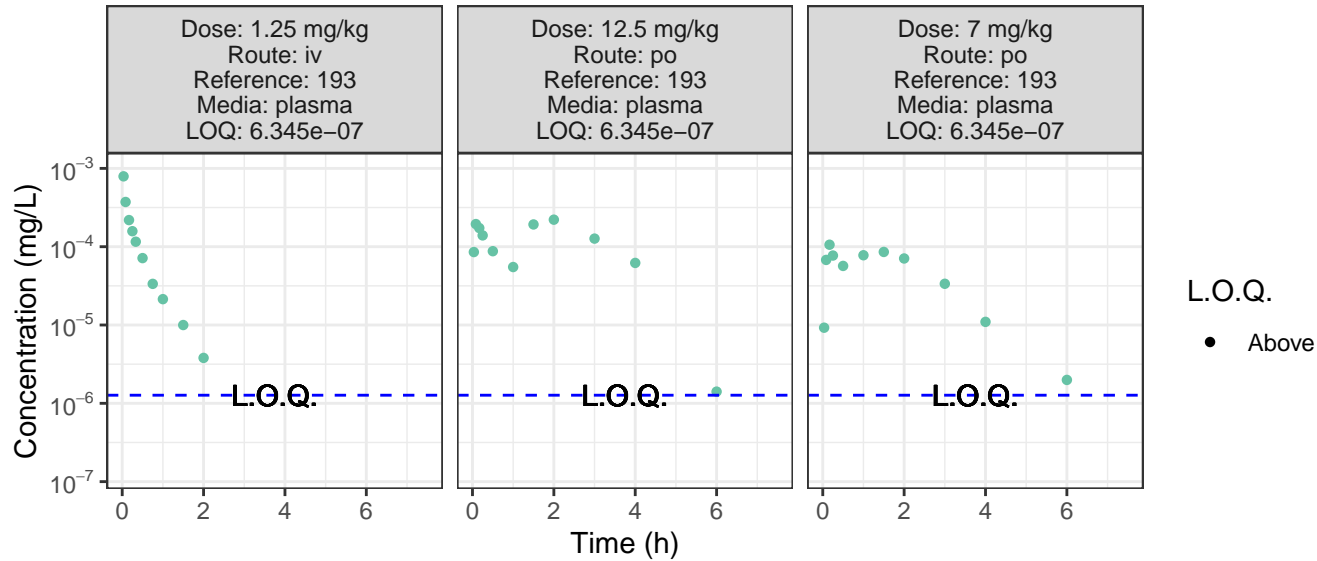 Dose: 1.25 mg/kg
Route: iv
Reference: 193
Media: plasma
LOQ: 6.345e−07
Dose: 12.5 mg/kg
Route: po
Reference: 193
Media: plasma
LOQ: 6.345e−07
Dose: 7 mg/kg
Route: po
Reference: 193
Media: plasma
LOQ: 6.345e−07
Concentration (mg/L)
10⁻³
10⁻⁴
10⁻⁵
10⁻⁶
10⁻⁷
L.O.Q.
L.O.Q.
L.O.Q.
0 2 4 6
0 2 4 6
0 2 4 6
Time (h)
L.O.Q.
Above